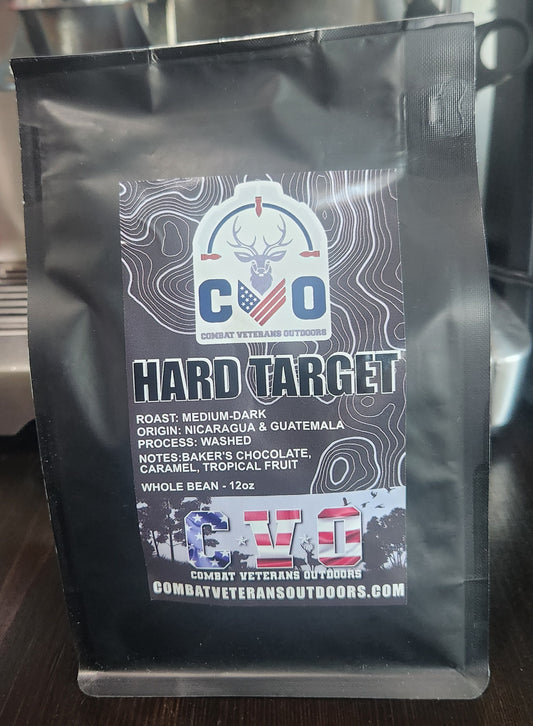 CVO
COMBAT VETERANS OUTDOORS
HARD TARGET
ROAST: MEDIUM-DARK
ORIGIN: NICARAGUA & GUATEMALA
PROCESS: WASHED
NOTES:BAKER'S CHOCOLATE,
CARAMEL, TROPICAL FRUIT
WHOLE BEAN - 12oz
C★V★O
COMBAT VETERANS OUTDOORS
COMBATVETERANSOUTDOORS.COM